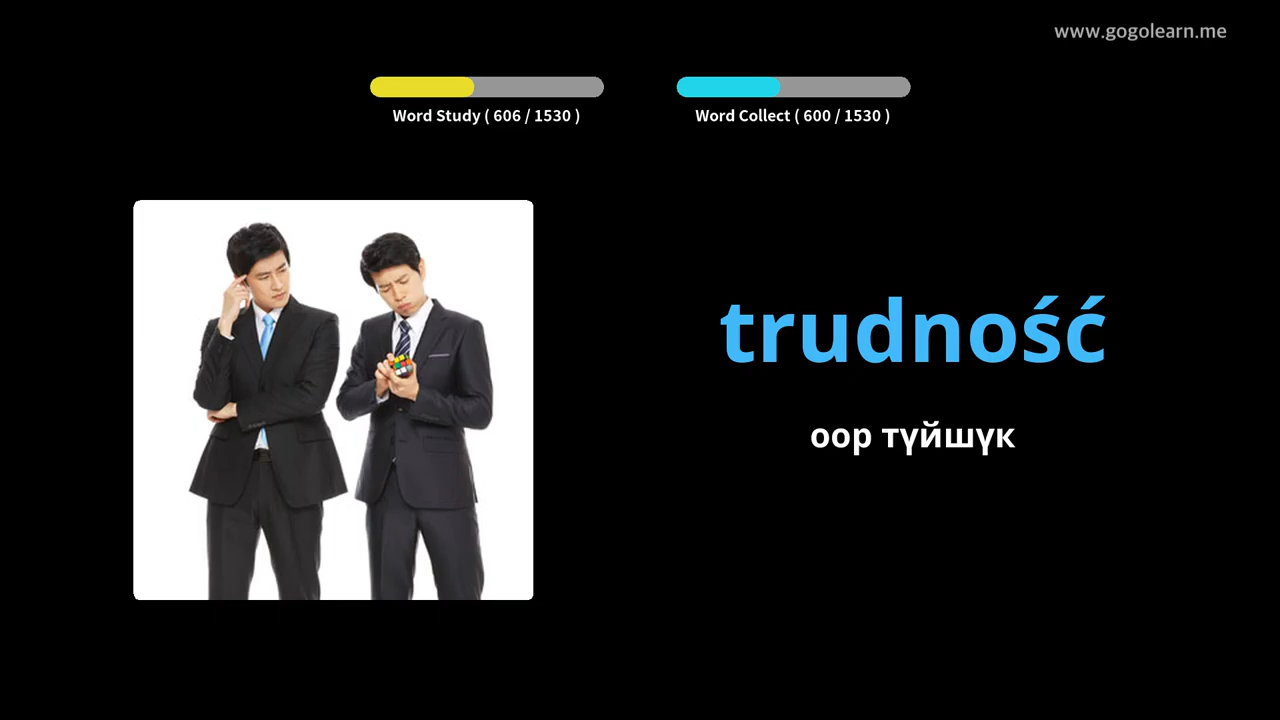 www.gogolearn.me
Word Study ( 606 / 1530 )
Word Collect ( 600 / 1530 )
trudność
оор түйшүк